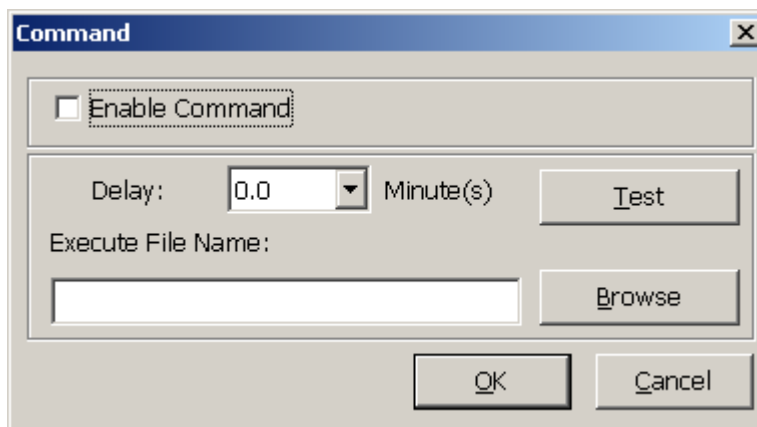 Command
Enable Command
Delay: 0.0 Minute(s) Test
Execute File Name:
Browse
OK Cancel